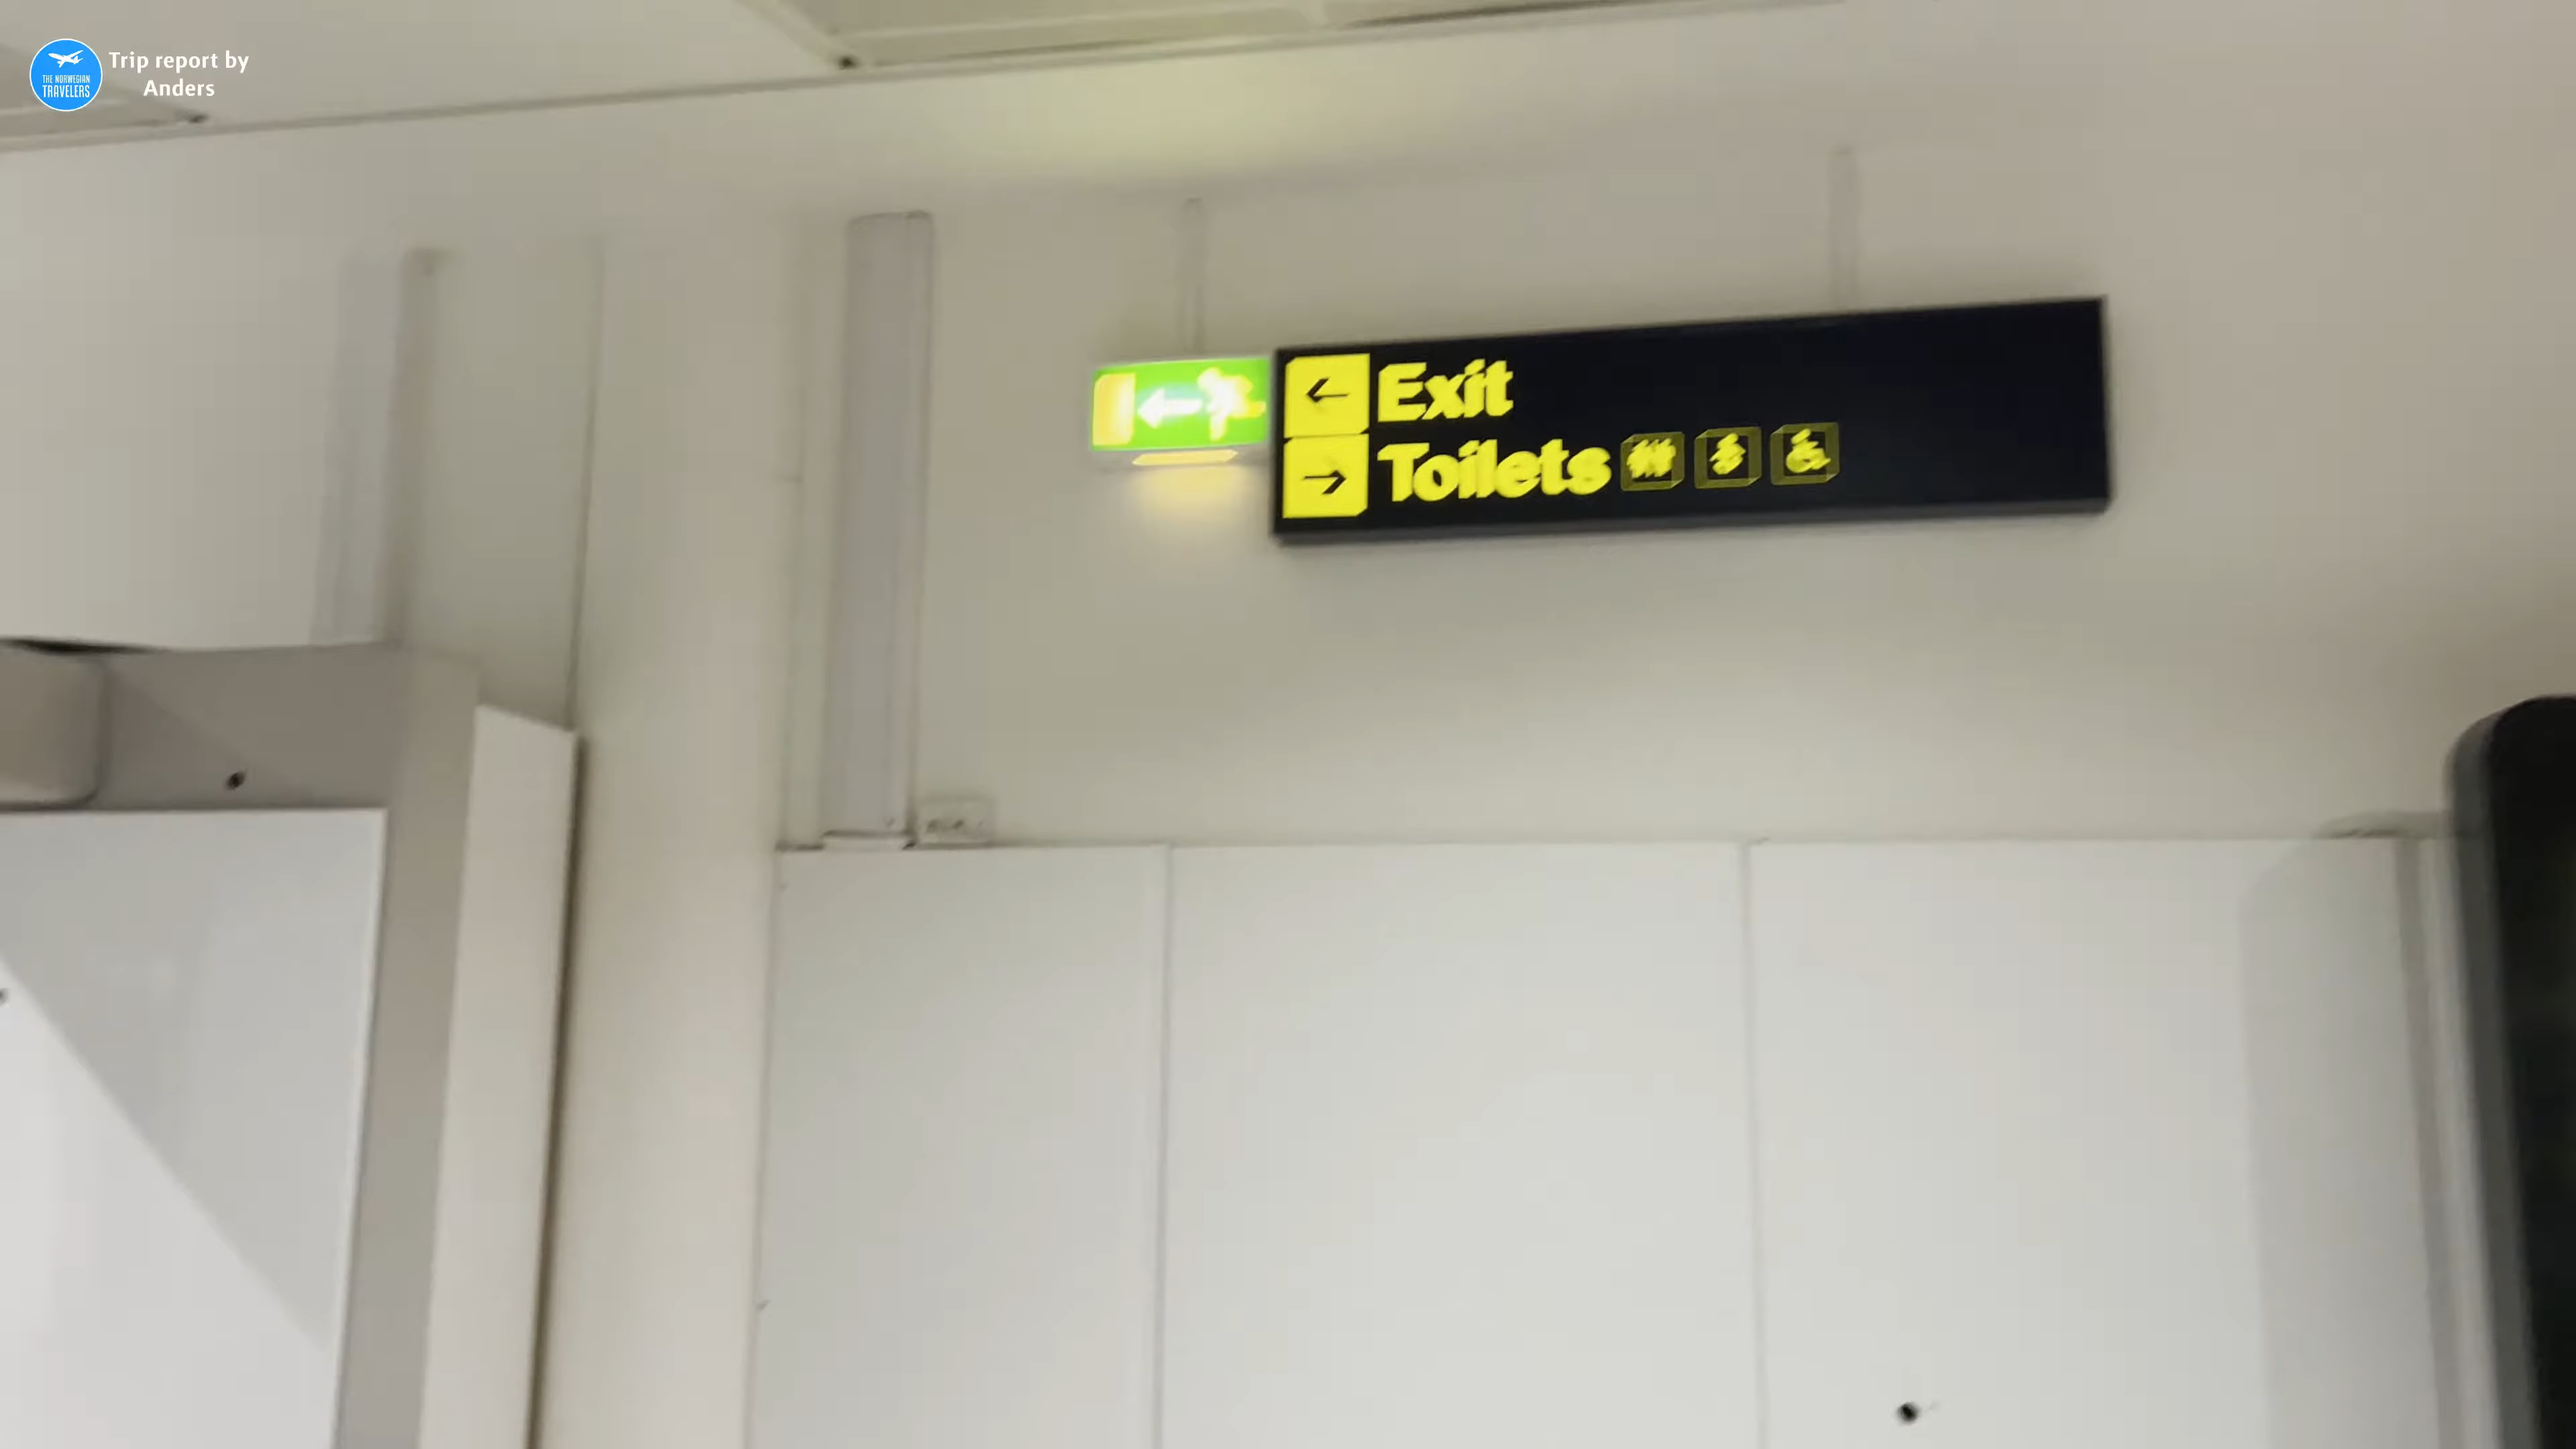 THE NORWEGIAN
TRAVELERS
Trip report by
Anders
Exit
Toilets